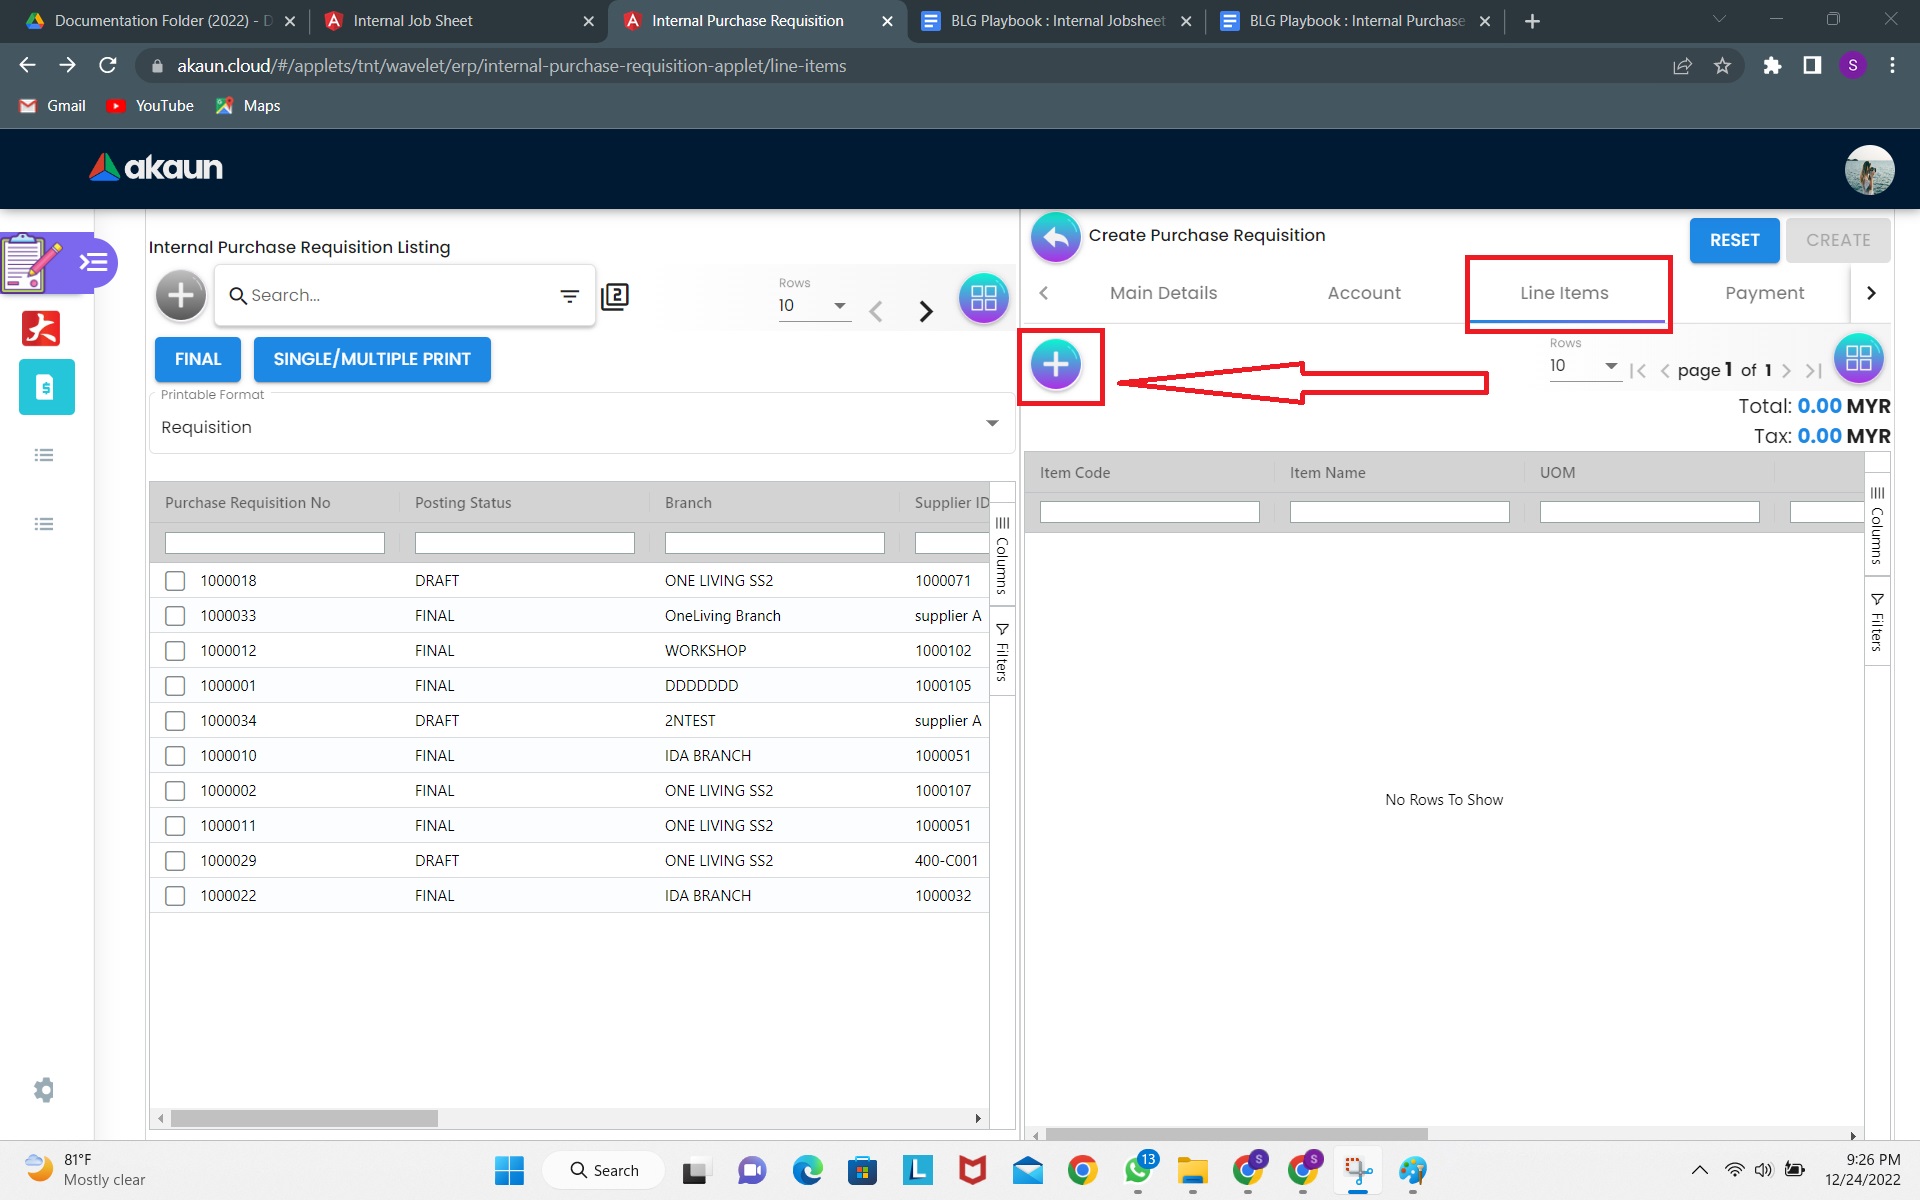 Documentation Folder (2022) - D
Internal Job Sheet
Internal Purchase Requisition
BLG Playbook : Internal Jobsheet
BLG Playbook : Internal Purchase
akaun.cloud/#/applets/tnt/wavelet/erp/internal-purchase-requisition-applet/line-items
S
Gmail
YouTube
Maps
akaun
Internal Purchase Requisition Listing
Search...
2
Rows
10
FINAL
SINGLE/MULTIPLE PRINT
Printable Format
Requisition
Purchase Requisition No Posting Status Branch Supplier ID
1000018 DRAFT ONE LIVING SS2 1000071
1000033 FINAL OneLiving Branch supplier A
1000012 FINAL WORKSHOP 1000102
1000001 FINAL DDDDDDD 1000105
1000034 DRAFT 2NTEST supplier A
1000010 FINAL IDA BRANCH 1000051
1000002 FINAL ONE LIVING SS2 1000107
1000011 FINAL ONE LIVING SS2 1000051
1000029 DRAFT ONE LIVING SS2 400-C001
1000022 FINAL IDA BRANCH 1000032
Columns
Filters
Create Purchase Requisition
RESET
CREATE
Main Details Account Line Items Payment
Rows
10
page 1 of 1
Total: 0.00 MYR
Tax: 0.00 MYR
Item Code Item Name UOM
No Rows To Show
Columns
Filters
81°F
Mostly clear
Search
L
13
S
S
9:26 PM
12/24/2022